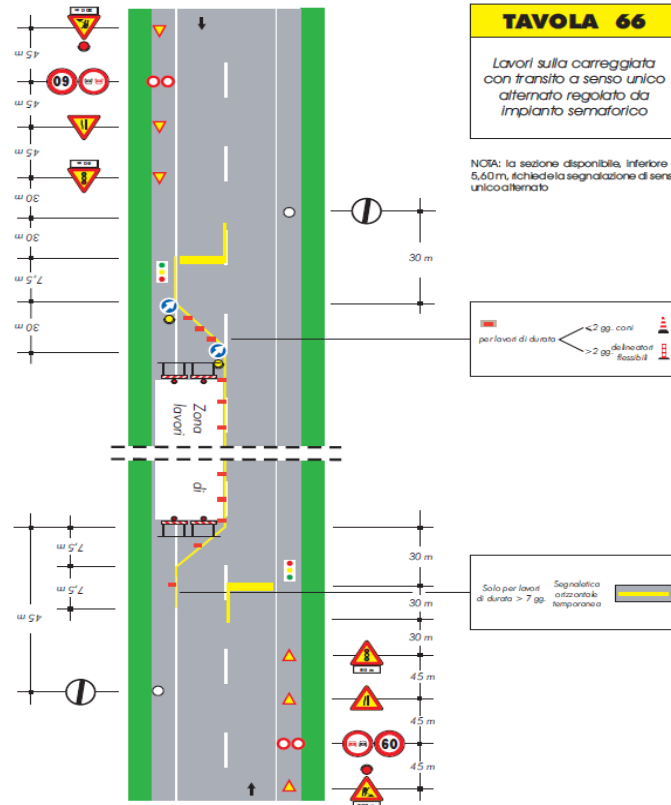 TAVOLA 66
Lavori sulla carreggiata
con transito a senso unico
alternato regolato da
impianto semaforico
NOTA: la sezione disponibile, inferiore
5,60 m, richiede la segnalazione di sens
unico alternato
45 m
60
45 m
45 m
30 m
30 m
7,5 m
30 m
30 m
per lavori di durata
≤2 gg. coni
>2 gg. delineatori
flessibili
Zona
lavori
di
7,5 m
7,5 m
45 m
30 m
30 m
30 m
45 m
45 m
60
45 m
Solo per lavori
di durata > 7 gg.
Segnaletica
orizzontale
temporanea